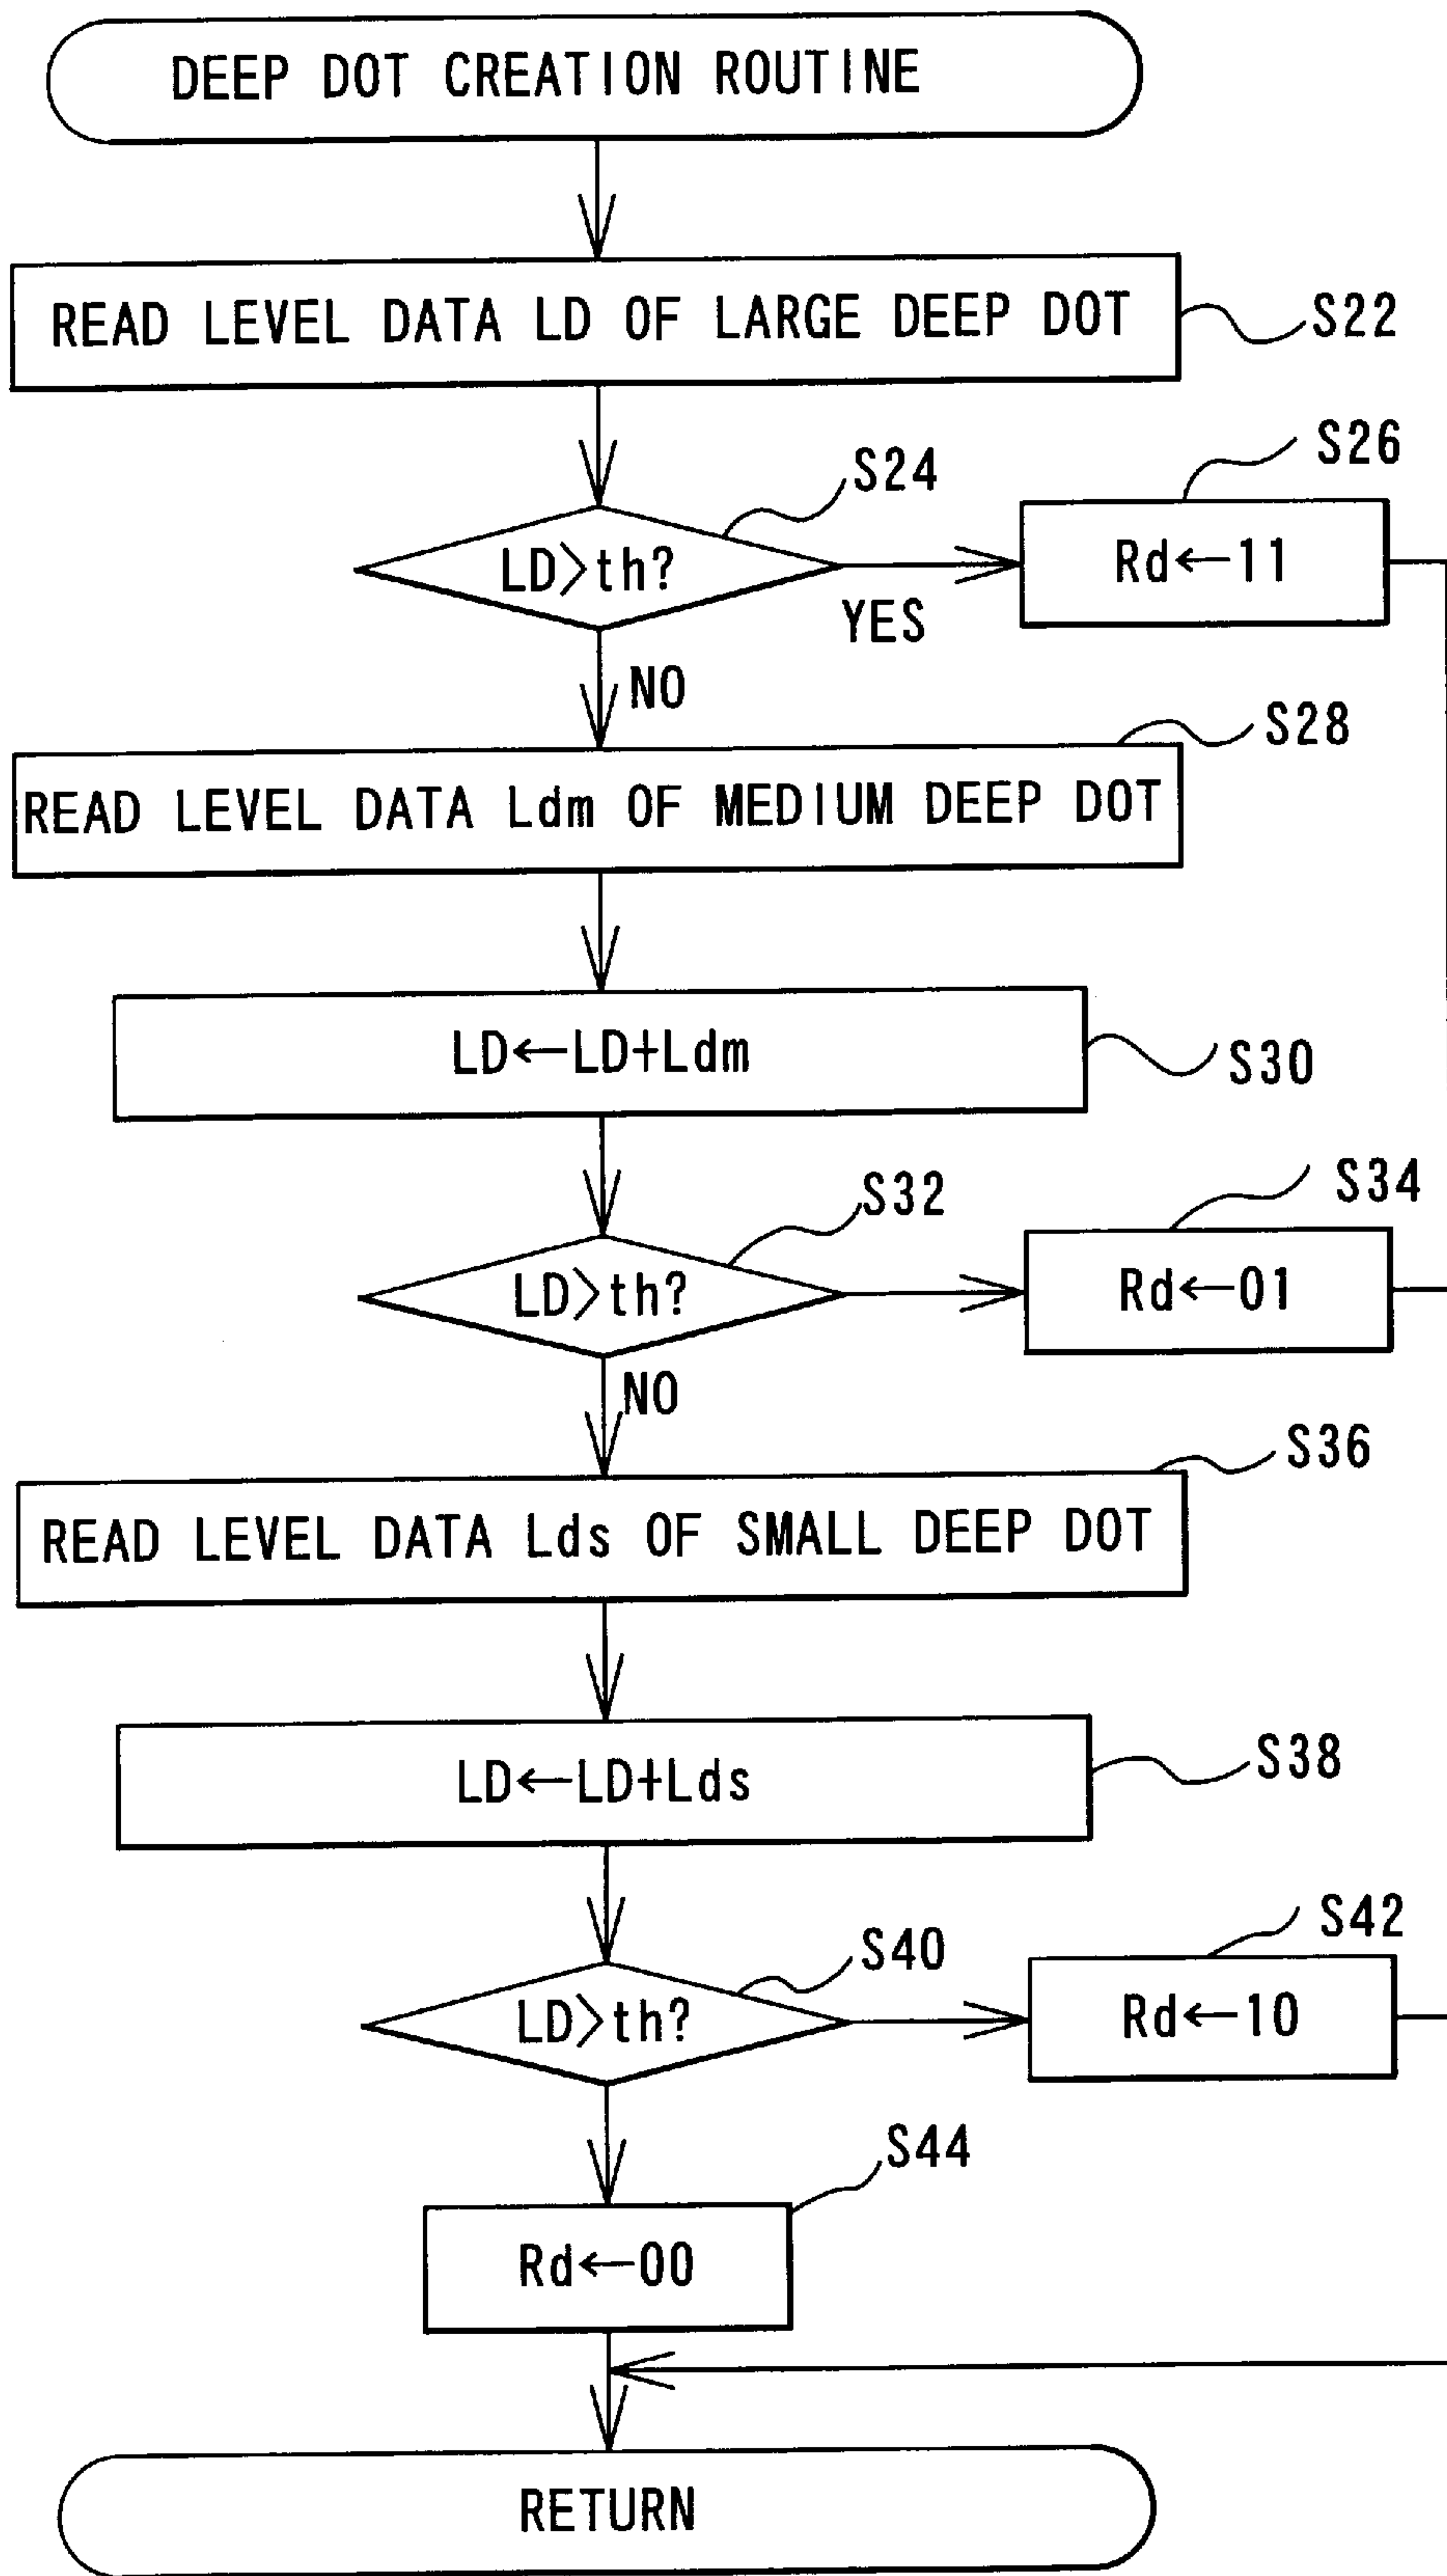 DEEP DOT CREATION ROUTINE
READ LEVEL DATA LD OF LARGE DEEP DOT
S22
S24
S26
LD>th?
Rd←11
YES
NO
S28
READ LEVEL DATA Ldm OF MEDIUM DEEP DOT
LD←LD+Ldm
S30
S32
S34
LD>th?
Rd←01
NO
S36
READ LEVEL DATA Lds OF SMALL DEEP DOT
LD←LD+Lds
S38
S40
S42
LD>th?
Rd←10
S44
Rd←00
RETURN